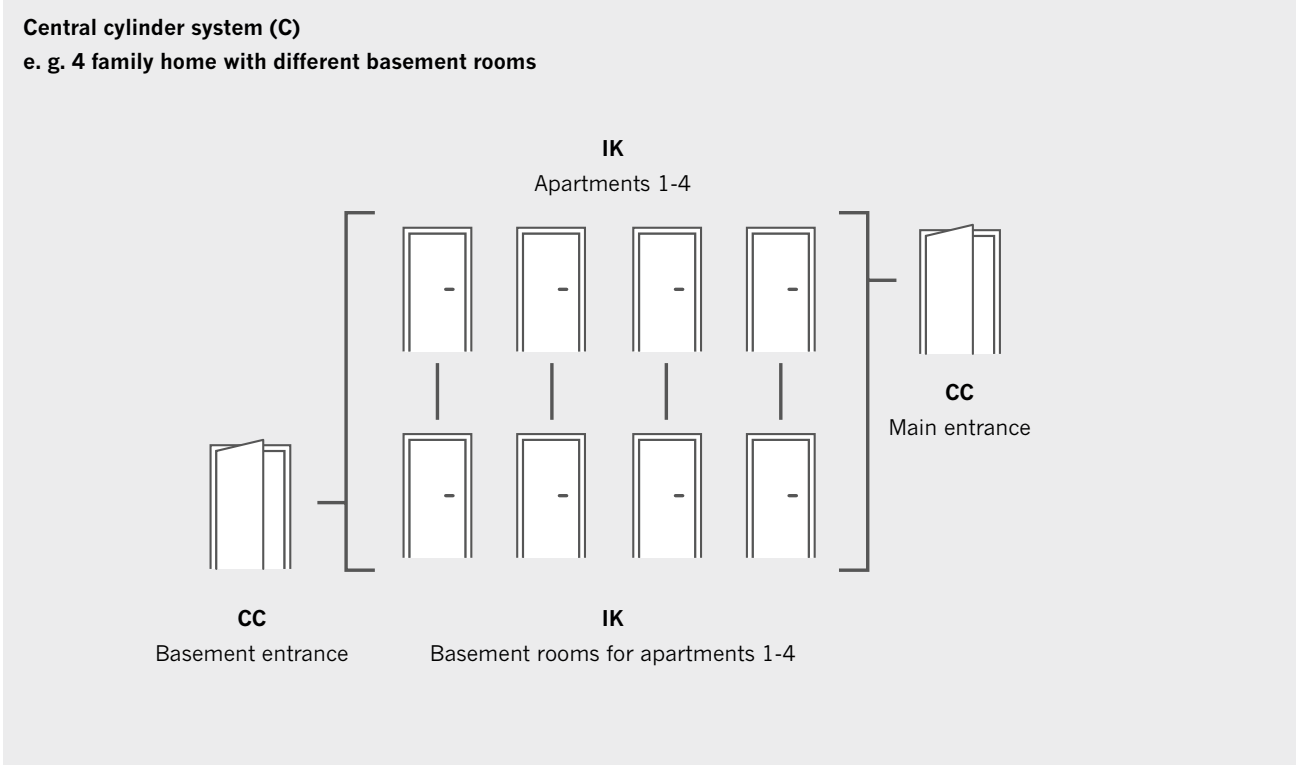 Central cylinder system (C)
e. g. 4 family home with different basement rooms
IK
Apartments 1-4
CC
Main entrance
CC
Basement entrance
IK
Basement rooms for apartments 1-4